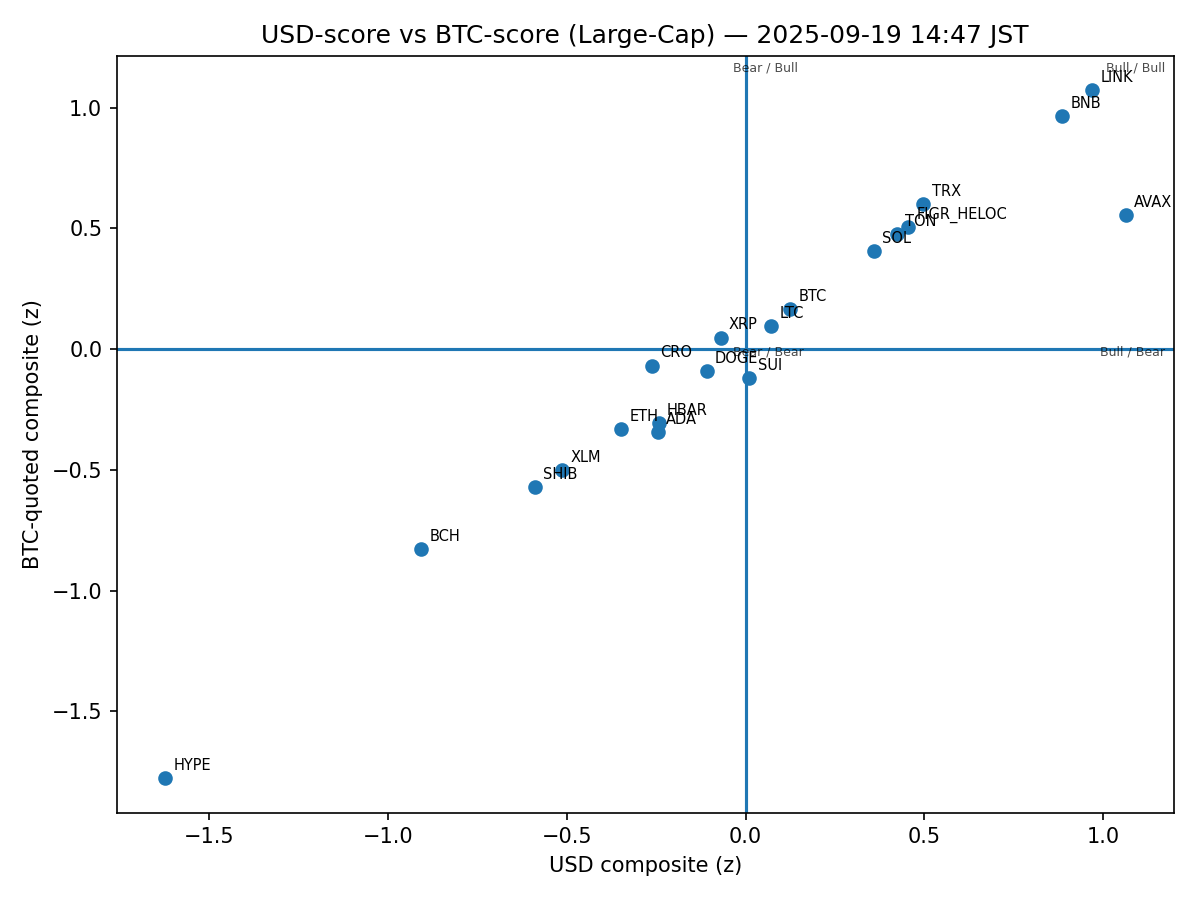 USD-score vs BTC-score (Large-Cap) — 2025-09-19 14:47 JST
Bear / Bull
Bull / Bull
LINK
BNB
AVAX
TRX
FIGR_HELOC
TON
SOL
BTC
LTC
XRP
CRO
DOGE
Bear / Bear
Bull / Bear
SUI
HBAR
ETH
ADA
XLM
SHIB
BCH
HYPE
1.0
0.5
0.0
−0.5
−1.0
−1.5
BTC-quoted composite (z)
−1.5
−1.0
−0.5
0.0
0.5
1.0
USD composite (z)